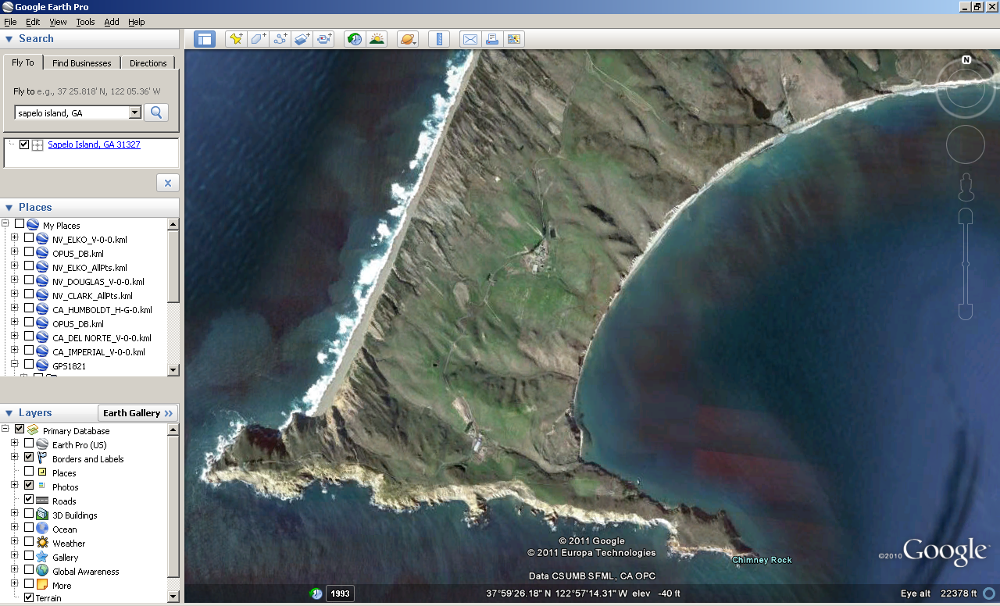 Google Earth Pro
File Edit View Tools Add Help
Search
Fly To Find Businesses Directions
Fly to e.g., 37 25.818' N, 122 05.36' W
sapelo island, GA
Sapelo Island, GA 31327
Places
My Places
NV_ELKO_V-0-0.kml
OPUS_DB.kml
NV_ELKO_AllPts.kml
NV_DOUGLAS_V-0-0.kml
NV_CLARK_AllPts.kml
CA_HUMBOLDT_H-G-0.kml
OPUS_DB.kml
CA_DEL NORTE_V-0-0.kml
CA_IMPERIAL_V-0-0.kml
GPS1821
Layers Earth Gallery »
Primary Database
Earth Pro (US)
Borders and Labels
Places
Photos
Roads
3D Buildings
Ocean
Weather
Gallery
Global Awareness
More
Terrain
N
© 2011 Google
© 2011 Europa Technologies
Data CSUMB SFML, CA OPC
Chimney Rock
©2010 Google
1993 37°59'26.18" N 122°57'14.31" W elev -40 ft Eye alt 22378 ft